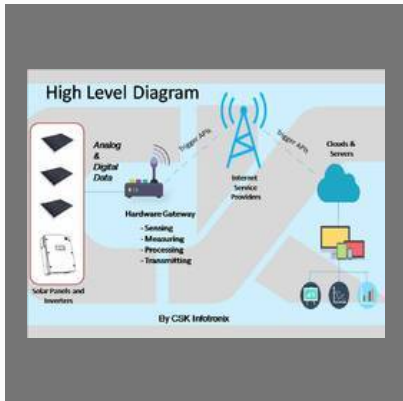 High Level Diagram
Analog
&
Digital
Data
Trigger APIs
Trigger APIs
Clouds &
Servers
Internet
Service
Providers
Hardware Gateway
- Sensing
- Measuring
- Processing
- Transmitting
Solar Panels and
Inverters
By CSK Infotronix